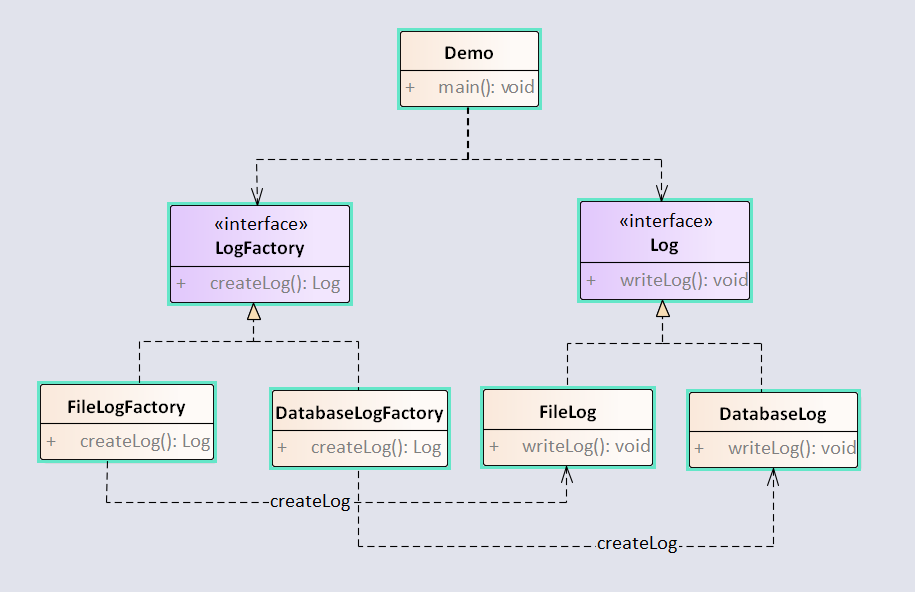 Demo
+ main(): void
«interface»
LogFactory
+ createLog(): Log
«interface»
Log
+ writeLog(): void
FileLogFactory
+ createLog(): Log
DatabaseLogFactory
+ createLog(): Log
FileLog
+ writeLog(): void
DatabaseLog
+ writeLog(): void
createLog
createLog